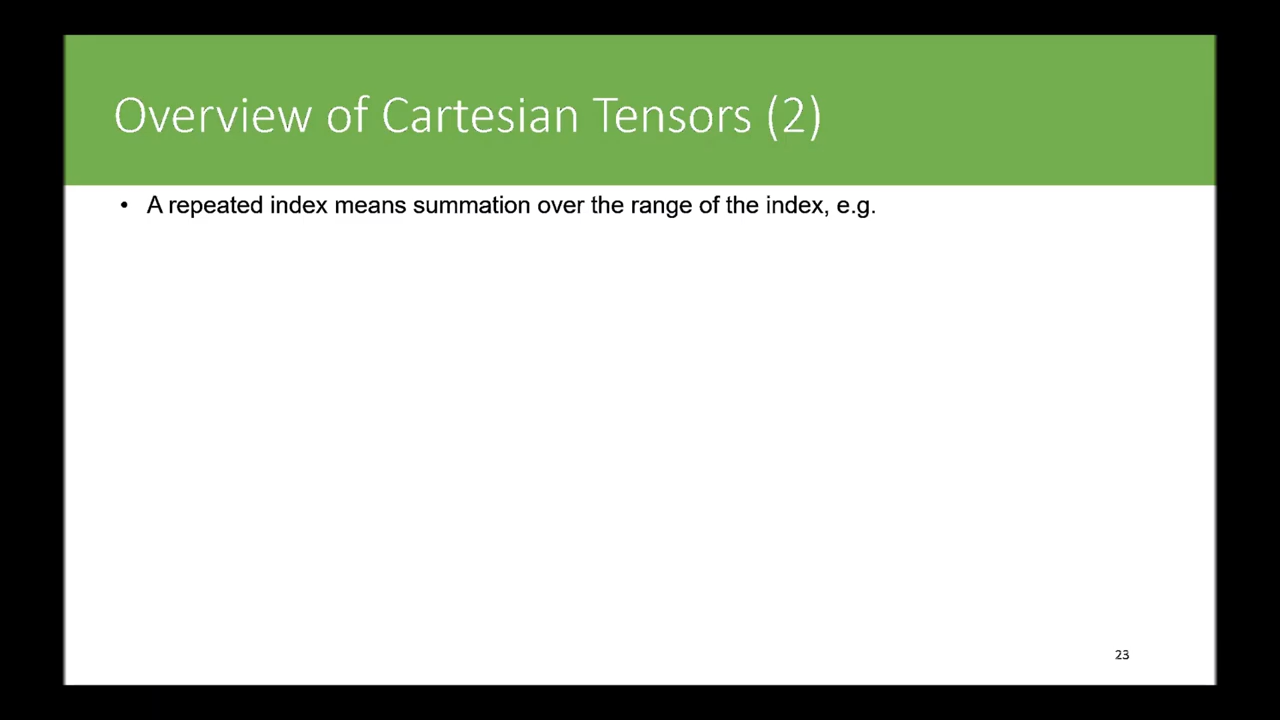 Overview of Cartesian Tensors (2)
• A repeated index means summation over the range of the index, e.g.
23